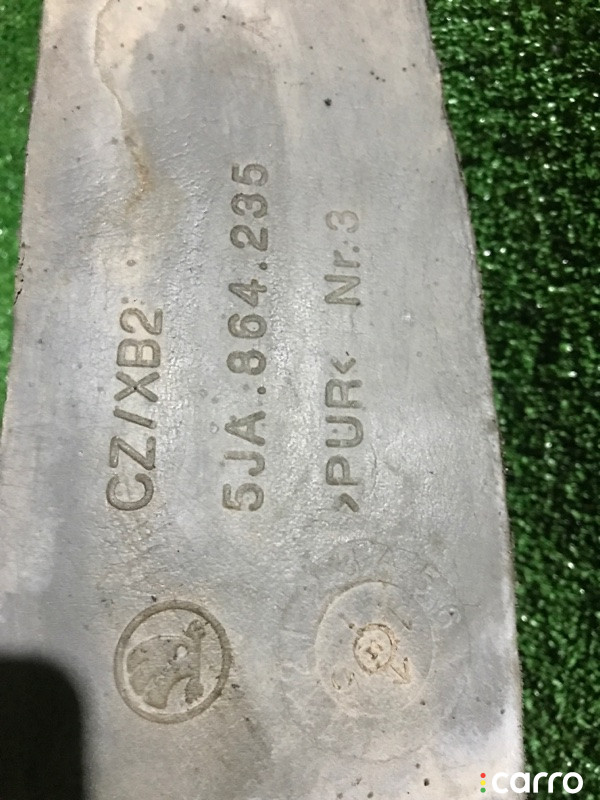 CZ/XB2
5JA.864.235
>PUR< Nr.3
carro